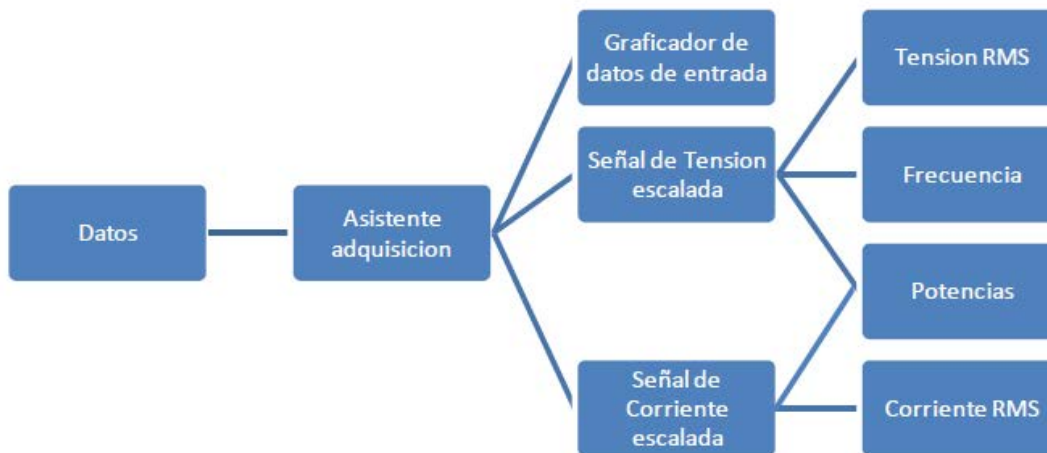 Datos
Asistente
adquisicion
Graficador de
datos de entrada
Señal de Tension
escalada
Señal de
Corriente
escalada
Tension RMS
Frecuencia
Potencias
Corriente RMS